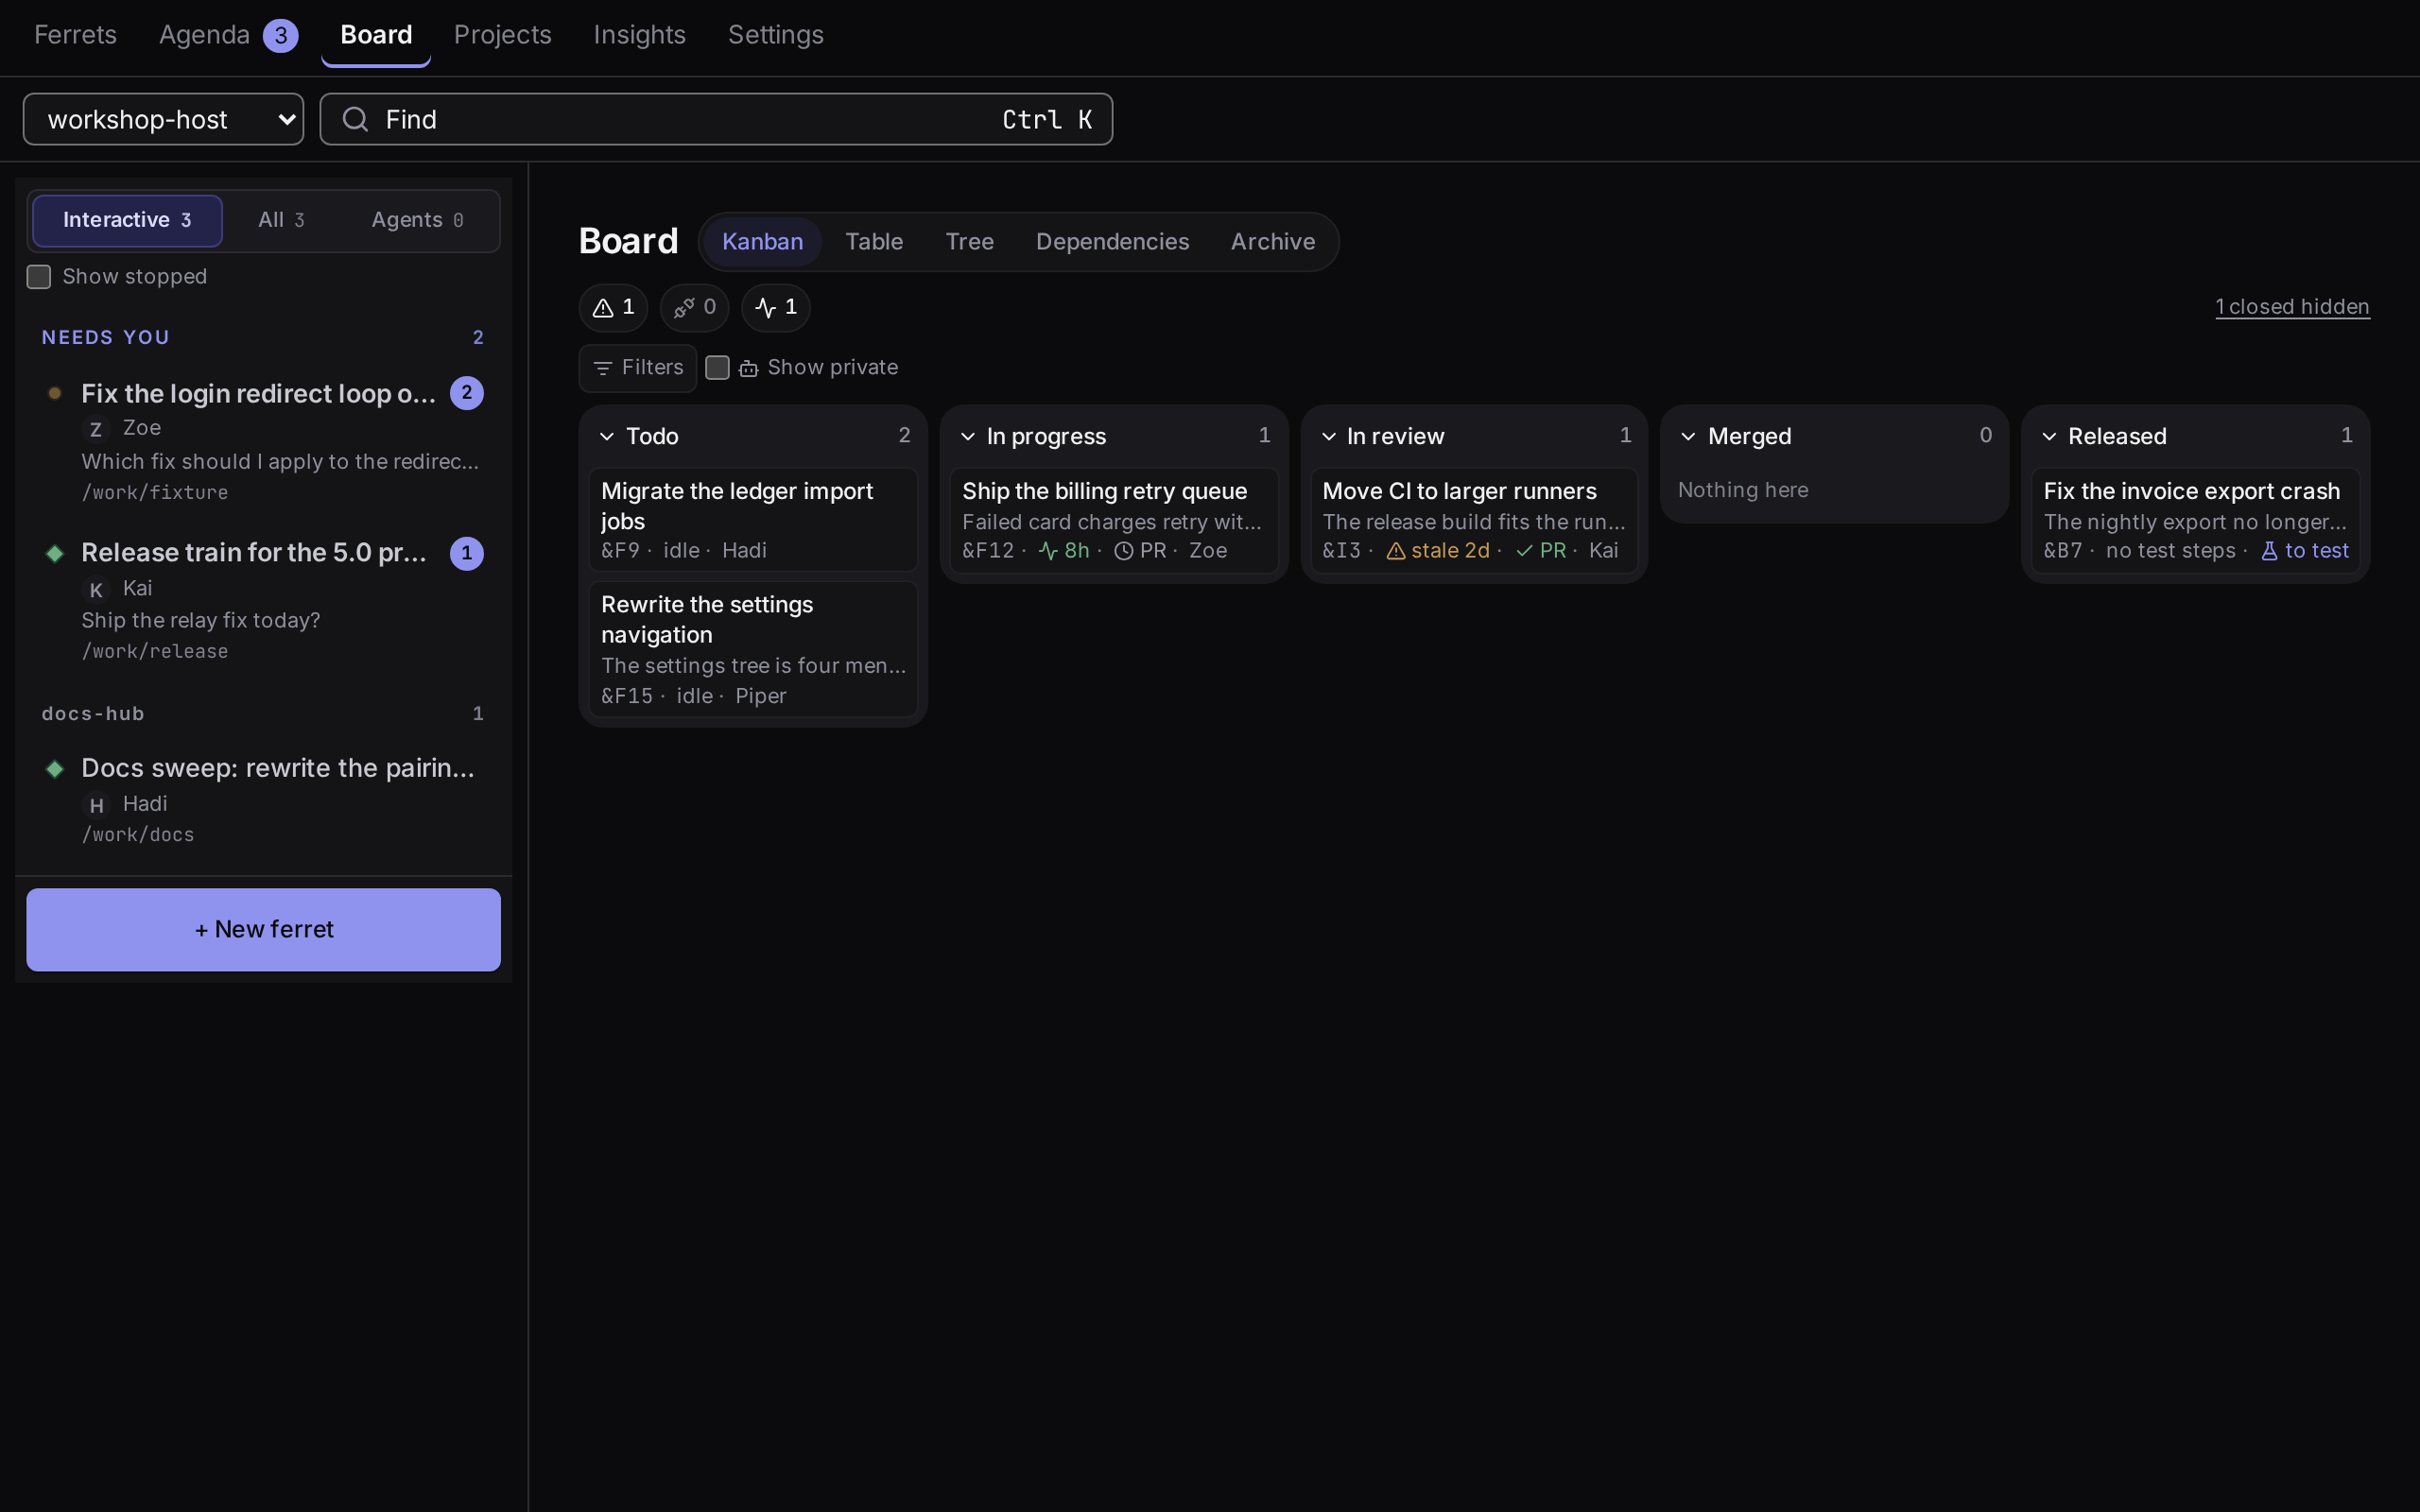 Ferrets Agenda 3 Board Projects Insights Settings
workshop-host Find Ctrl K
Interactive 3 All 3 Agents 0
Show stopped
NEEDS YOU 2
Fix the login redirect loop o... 2
Z Zoe
Which fix should I apply to the redirec...
/work/fixture
Release train for the 5.0 pr... 1
K Kai
Ship the relay fix today?
/work/release
docs-hub 1
Docs sweep: rewrite the pairin...
H Hadi
/work/docs
+ New ferret
Board Kanban Table Tree Dependencies Archive
1 0 1 1 closed hidden
Filters Show private
Todo 2
Migrate the ledger import
jobs
&F9 · idle · Hadi
Rewrite the settings
navigation
The settings tree is four men...
&F15 · idle · Piper
In progress 1
Ship the billing retry queue
Failed card charges retry wit...
&F12 · 8h · PR · Zoe
In review 1
Move CI to larger runners
The release build fits the run...
&I3 · stale 2d · PR · Kai
Merged 0
Nothing here
Released 1
Fix the invoice export crash
The nightly export no longer...
&B7 · no test steps · to test